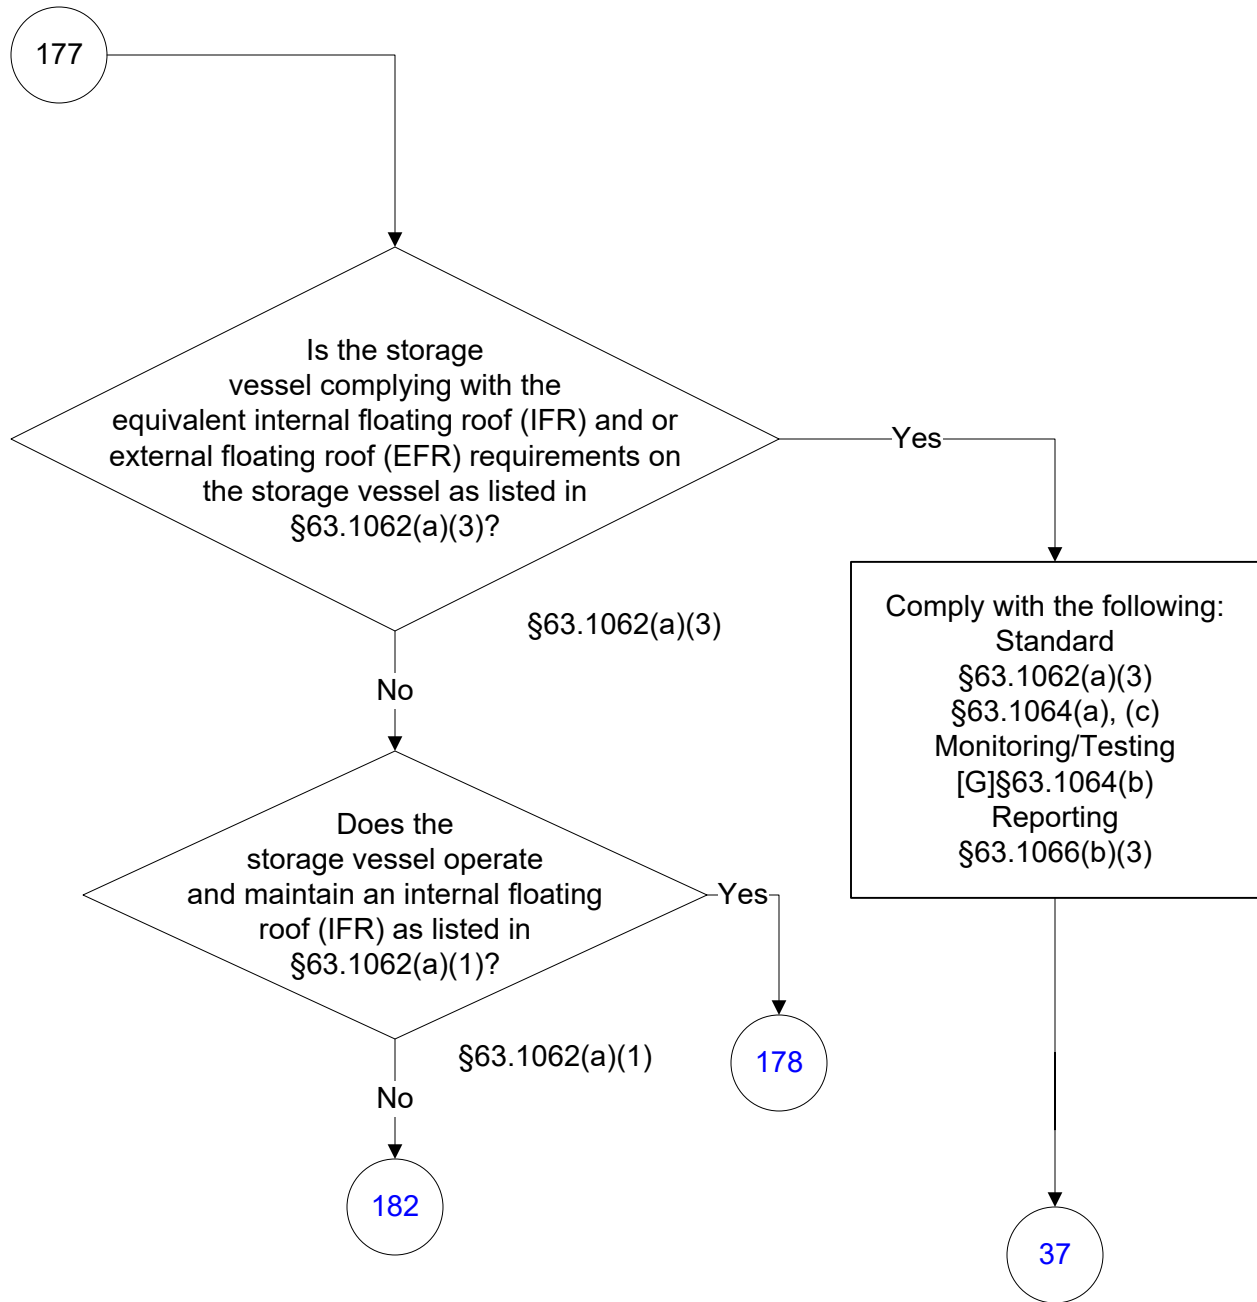 177
Is the storage
vessel complying with the
equivalent internal floating roof (IFR) and or
external floating roof (EFR) requirements on
the storage vessel as listed in
§63.1062(a)(3)?
Yes
§63.1062(a)(3)
No
Comply with the following:
Standard
§63.1062(a)(3)
§63.1064(a), (c)
Monitoring/Testing
[G]§63.1064(b)
Reporting
§63.1066(b)(3)
Does the
storage vessel operate
and maintain an internal floating
roof (IFR) as listed in
§63.1062(a)(1)?
Yes
§63.1062(a)(1)
No
178
182
37